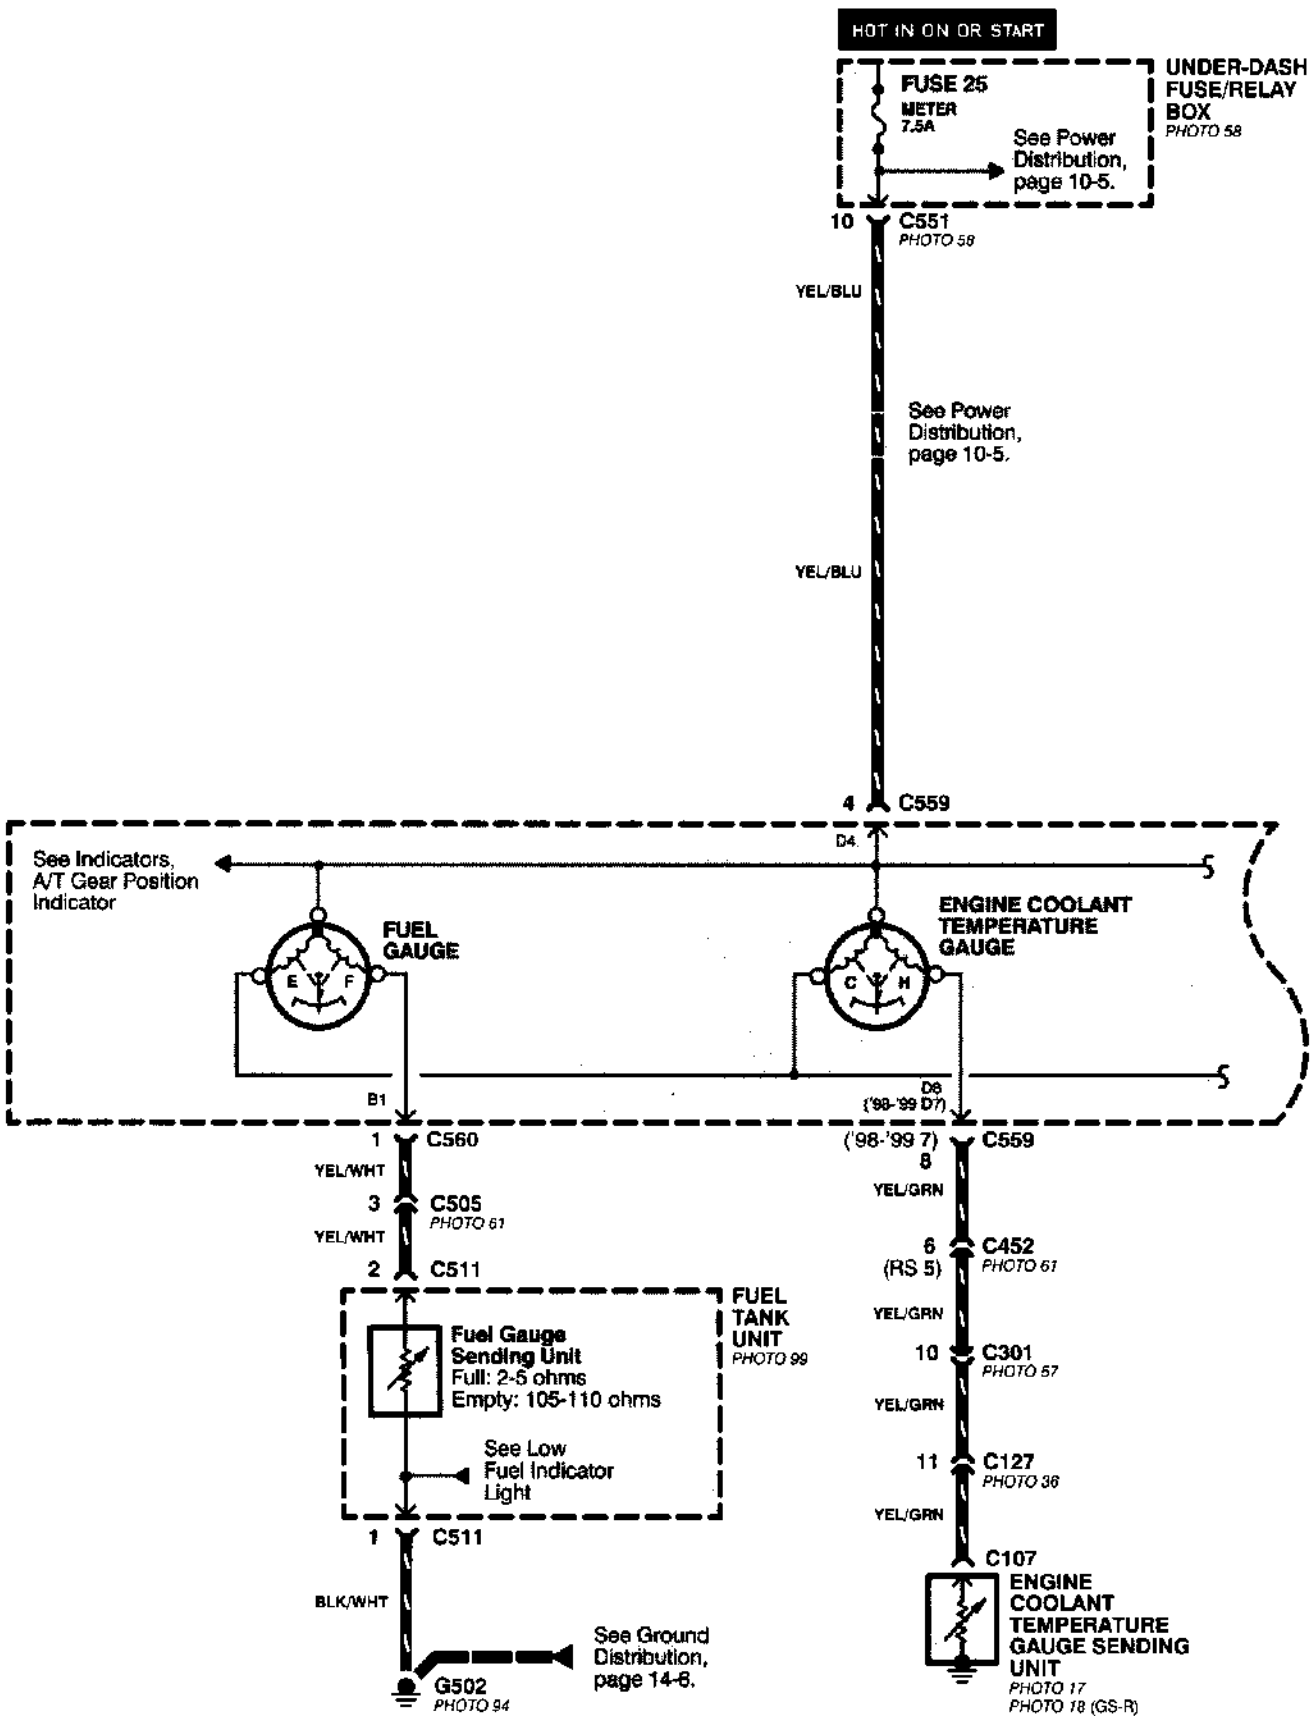 HOT IN ON OR START
UNDER-DASH
FUSE/RELAY
BOX
PHOTO 58
FUSE 25
METER
7.5A
See Power
Distribution,
page 10-5.
10
C551
PHOTO 58
YEL/BLU
See Power
Distribution,
page 10-5.
YEL/BLU
4
C559
D4
See Indicators,
A/T Gear Position
Indicator
FUEL
GAUGE
E F
ENGINE COOLANT
TEMPERATURE
GAUGE
C H
B1
D8
('98-'99 D7)
1
C560
YEL/WHT
3
C505
PHOTO 61
YEL/WHT
2
C511
FUEL
TANK
UNIT
PHOTO 99
Fuel Gauge
Sending Unit
Full: 2-5 ohms
Empty: 105-110 ohms
See Low
Fuel Indicator
Light
1
C511
BLK/WHT
See Ground
Distribution,
page 14-6.
G502
PHOTO 94
('98-'99 7)
8
C559
YEL/GRN
6
(RS 5)
C452
PHOTO 61
YEL/GRN
10
C301
PHOTO 57
YEL/GRN
11
C127
PHOTO 36
YEL/GRN
C107
ENGINE
COOLANT
TEMPERATURE
GAUGE SENDING
UNIT
PHOTO 17
PHOTO 18 (GS-R)